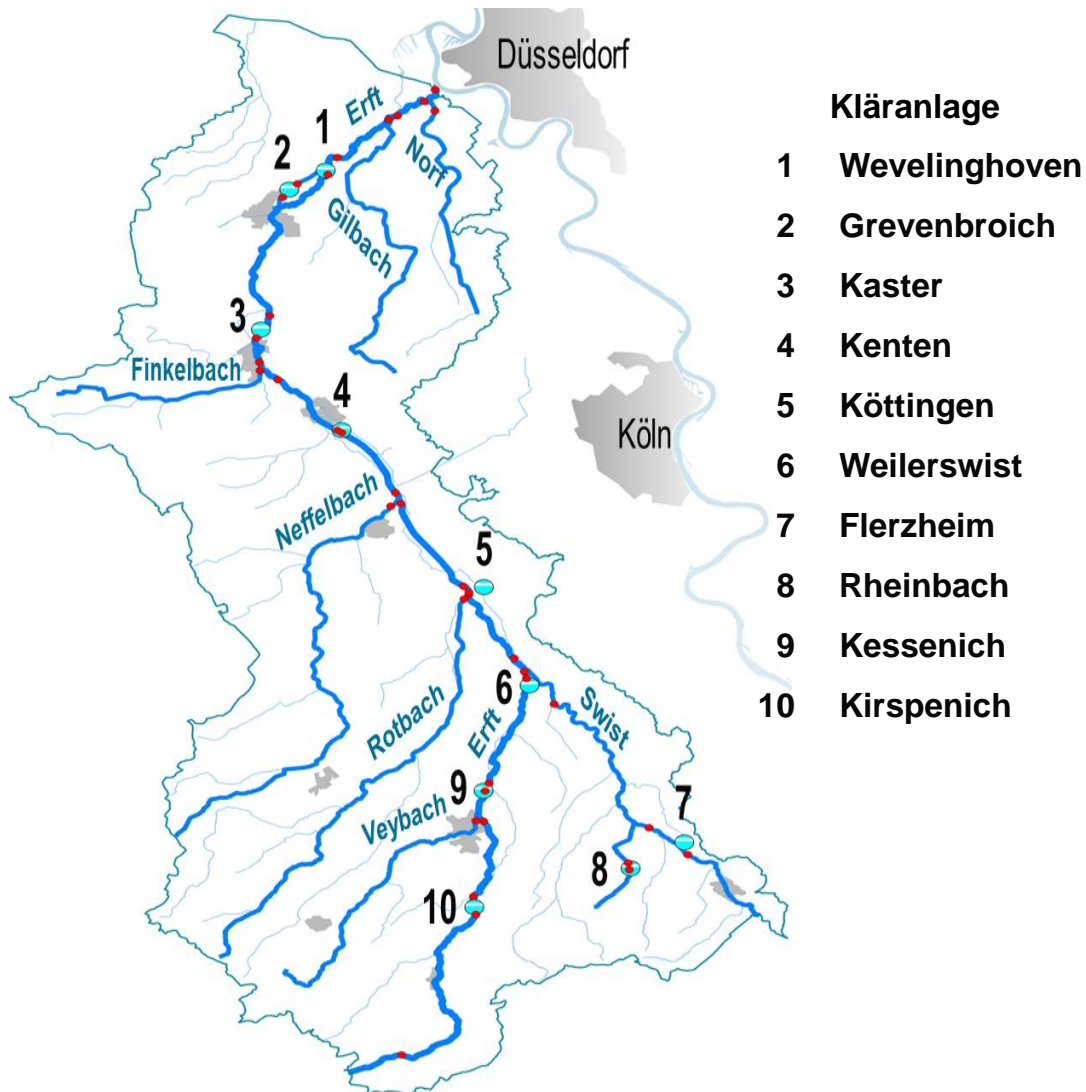 Düsseldorf
Erft
1
2
Norf
Gilbach
3
Finkelbach
4
Köln
Neffelbach
5
6
Swist
Rotbach
Erft
9
Veybach
7
8
10
Kläranlage
1 Wevelinghoven
2 Grevenbroich
3 Kaster
4 Kenten
5 Köttingen
6 Weilerswist
7 Flerzheim
8 Rheinbach
9 Kessenich
10 Kirspenich